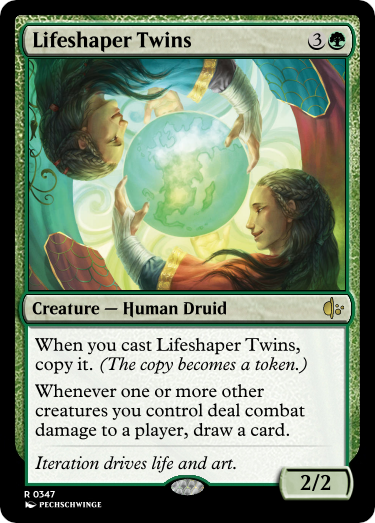 Lifeshaper Twins 3
Creature — Human Druid
When you cast Lifeshaper Twins,
copy it. (The copy becomes a token.)
Whenever one or more other
creatures you control deal combat
damage to a player, draw a card.
Iteration drives life and art.
2/2
R 0347
PECHSCHWINGE